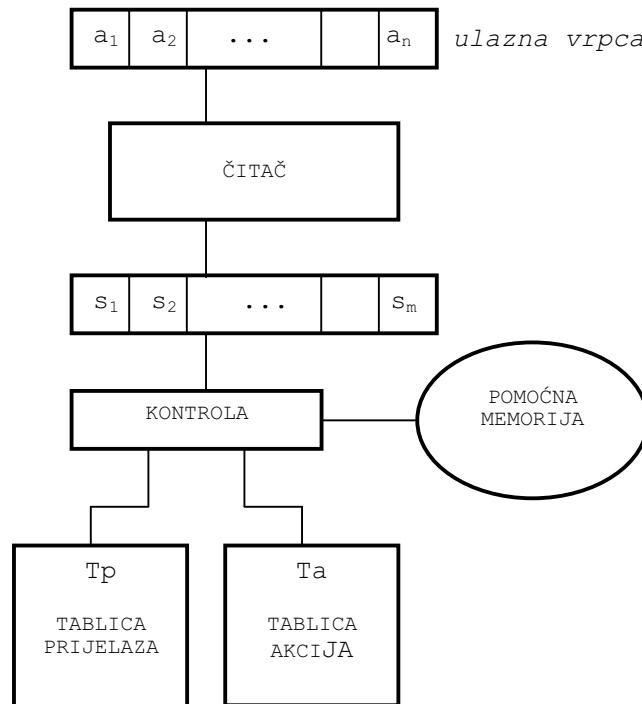 a₁ a₂ ... aₙ ulazna vrpca
ČITAČ
s₁ s₂ ... sₘ
KONTROLA
POMOĆNA
MEMORIJA
Tp
TABLICA
PRIJELAZA
Ta
TABLICA
AKCIJA